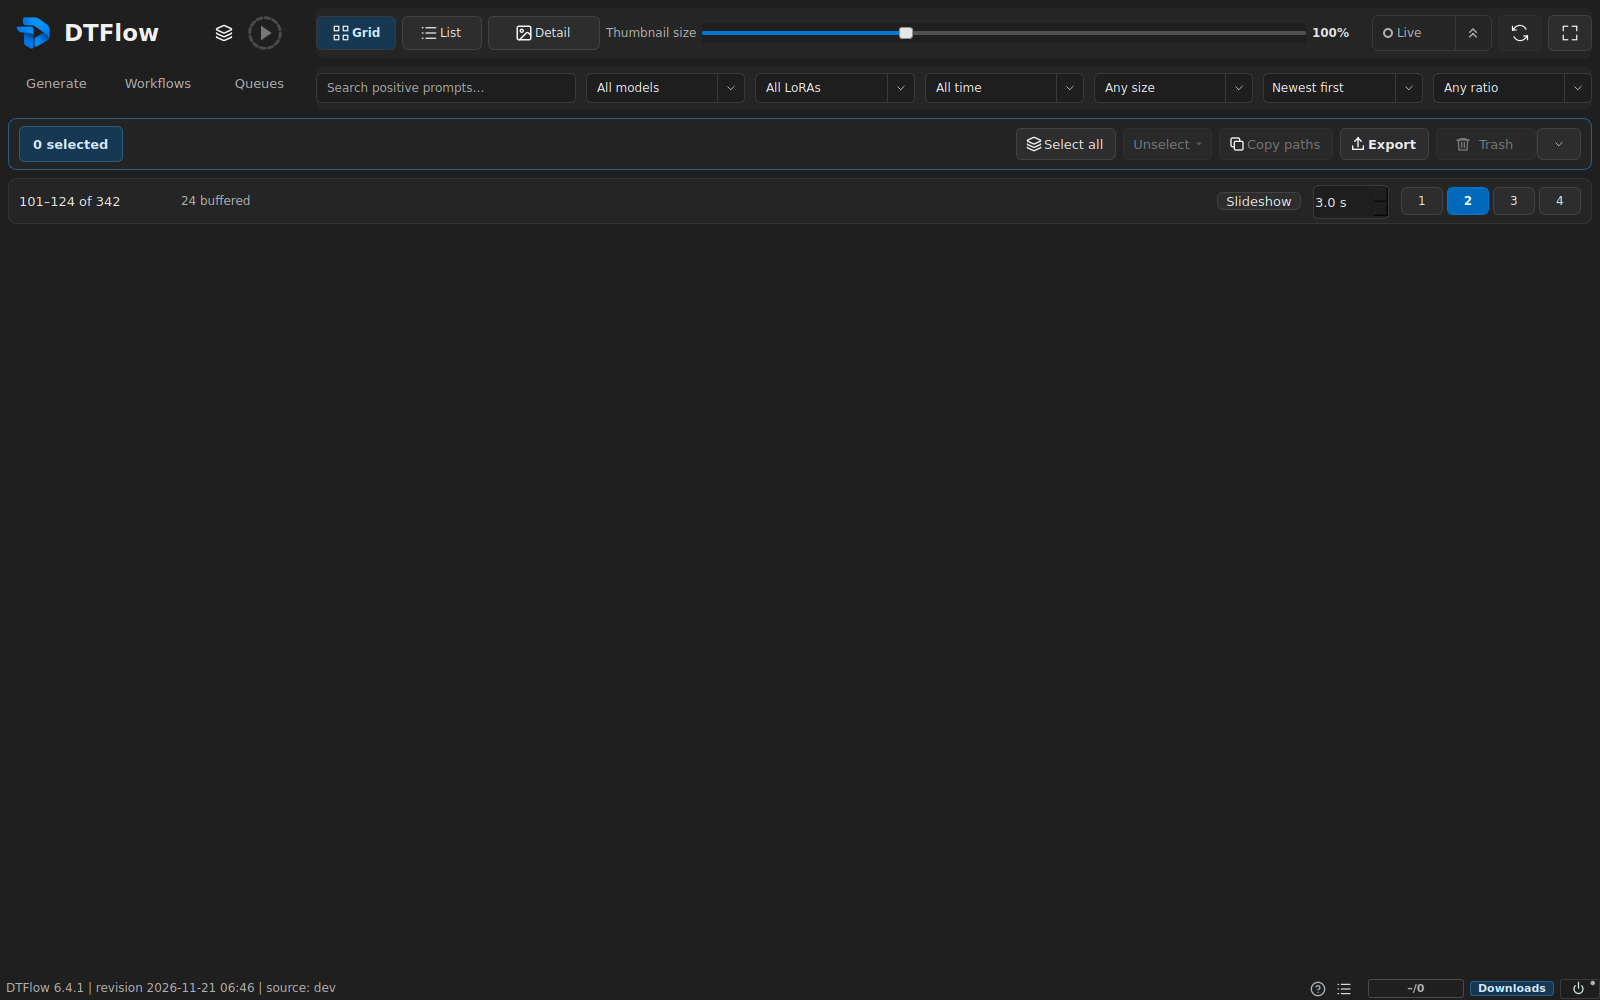 DTFlow
Grid
List
Detail
Thumbnail size
100%
Live
Generate
Workflows
Queues
Search positive prompts...
All models
All LoRAs
All time
Any size
Newest first
Any ratio
0 selected
Select all
Unselect
Copy paths
Export
Trash
101–124 of 342
24 buffered
Slideshow
3.0 s
1
2
3
4
DTFlow 6.4.1 | revision 2026-11-21 06:46 | source: dev
–/0
Downloads